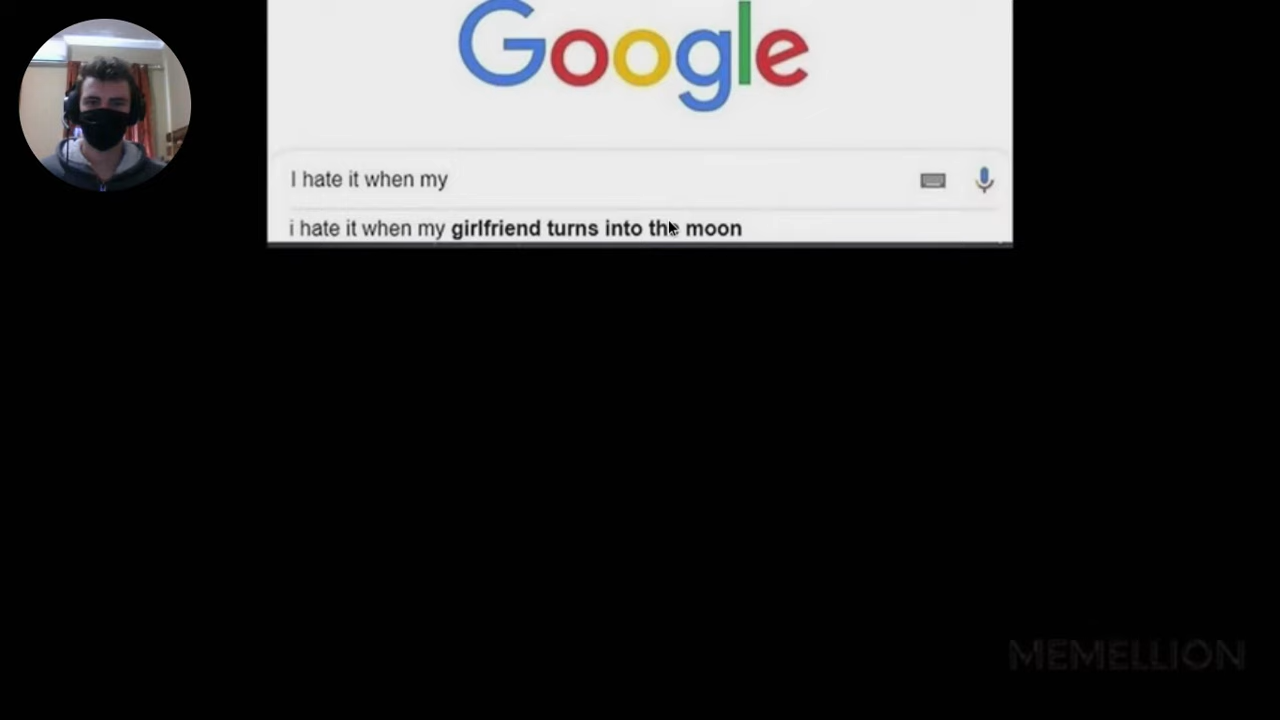 Google
I hate it when my
i hate it when my girlfriend turns into the moon
MEMELLION